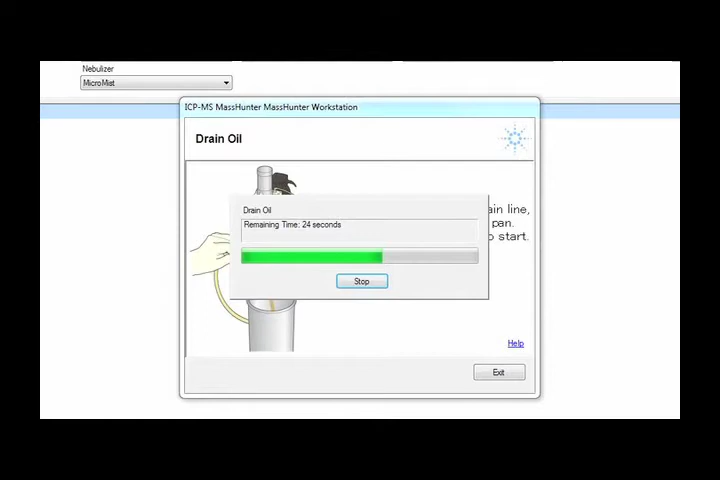 Nebulizer
MicroMist
ICP-MS MassHunter MassHunter Workstation
Drain Oil
Drain Oil
Remaining Time: 24 seconds
line,
pan.
start.
Stop
Help
Exit